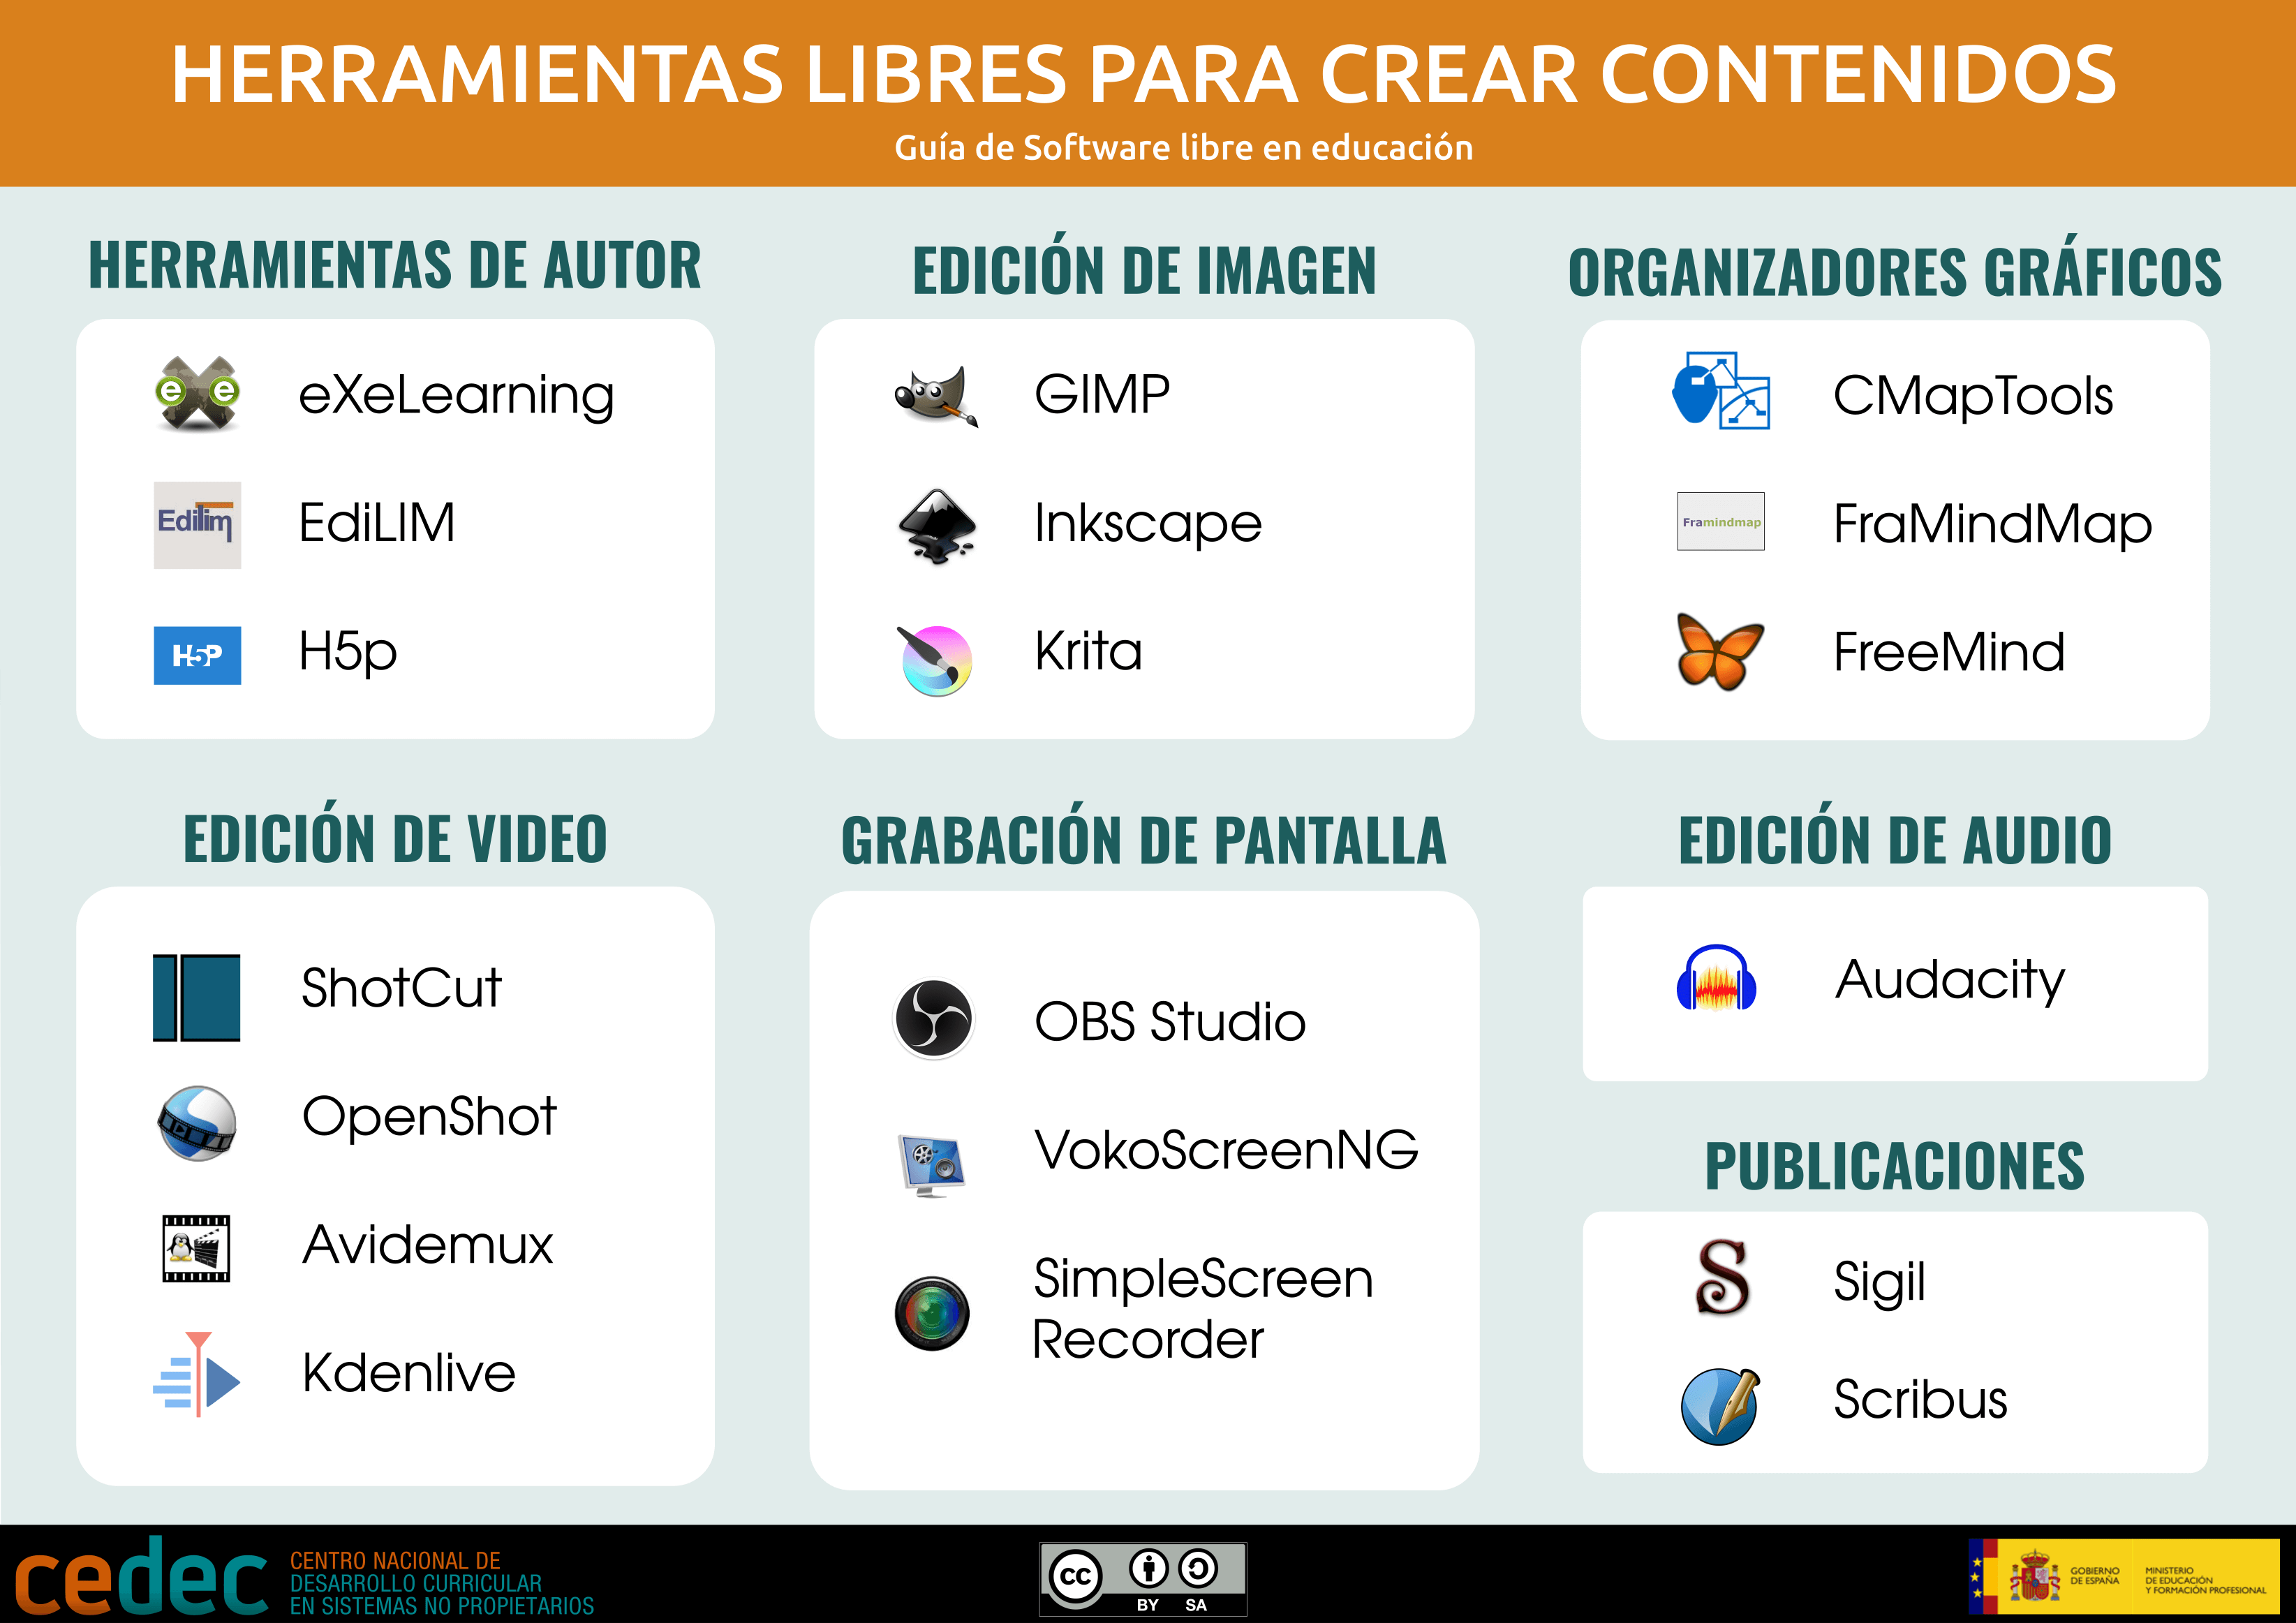 HERRAMIENTAS LIBRES PARA CREAR CONTENIDOS
Guía de Software libre en educación
HERRAMIENTAS DE AUTOR
eXeLearning
Edilim
EdiLIM
H5P
H5p
EDICIÓN DE IMAGEN
GIMP
Inkscape
Krita
ORGANIZADORES GRÁFICOS
CMapTools
Framindmap
FraMindMap
FreeMind
EDICIÓN DE VIDEO
ShotCut
OpenShot
Avidemux
Kdenlive
GRABACIÓN DE PANTALLA
OBS Studio
VokoScreenNG
SimpleScreen
Recorder
EDICIÓN DE AUDIO
Audacity
PUBLICACIONES
Sigil
Scribus
cedec
CENTRO NACIONAL DE
DESARROLLO CURRICULAR
EN SISTEMAS NO PROPIETARIOS
CC
BY SA
GOBIERNO
DE ESPAÑA
MINISTERIO
DE EDUCACIÓN
Y FORMACIÓN PROFESIONAL